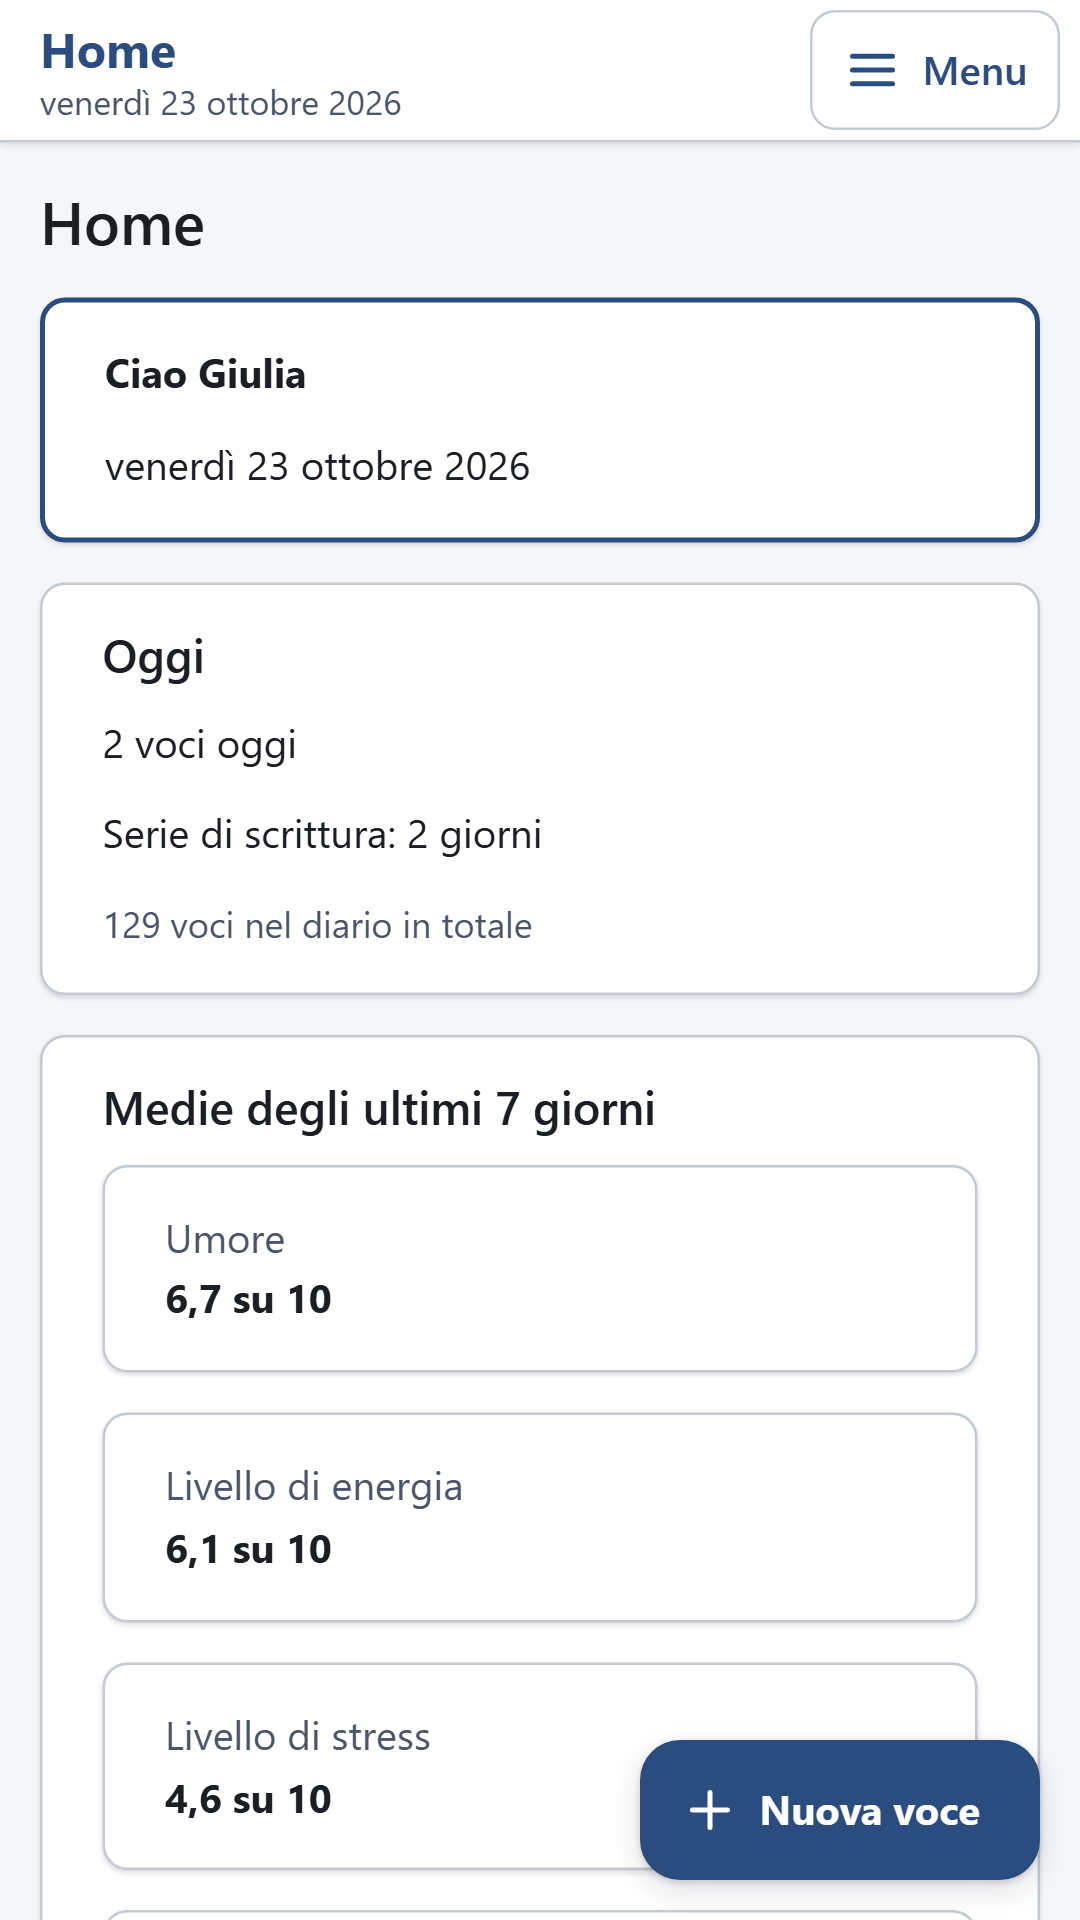 Home
venerdì 23 ottobre 2026
Menu
Home
Ciao Giulia
venerdì 23 ottobre 2026
Oggi
2 voci oggi
Serie di scrittura: 2 giorni
129 voci nel diario in totale
Medie degli ultimi 7 giorni
Umore
6,7 su 10
Livello di energia
6,1 su 10
Livello di stress
4,6 su 10
Nuova voce